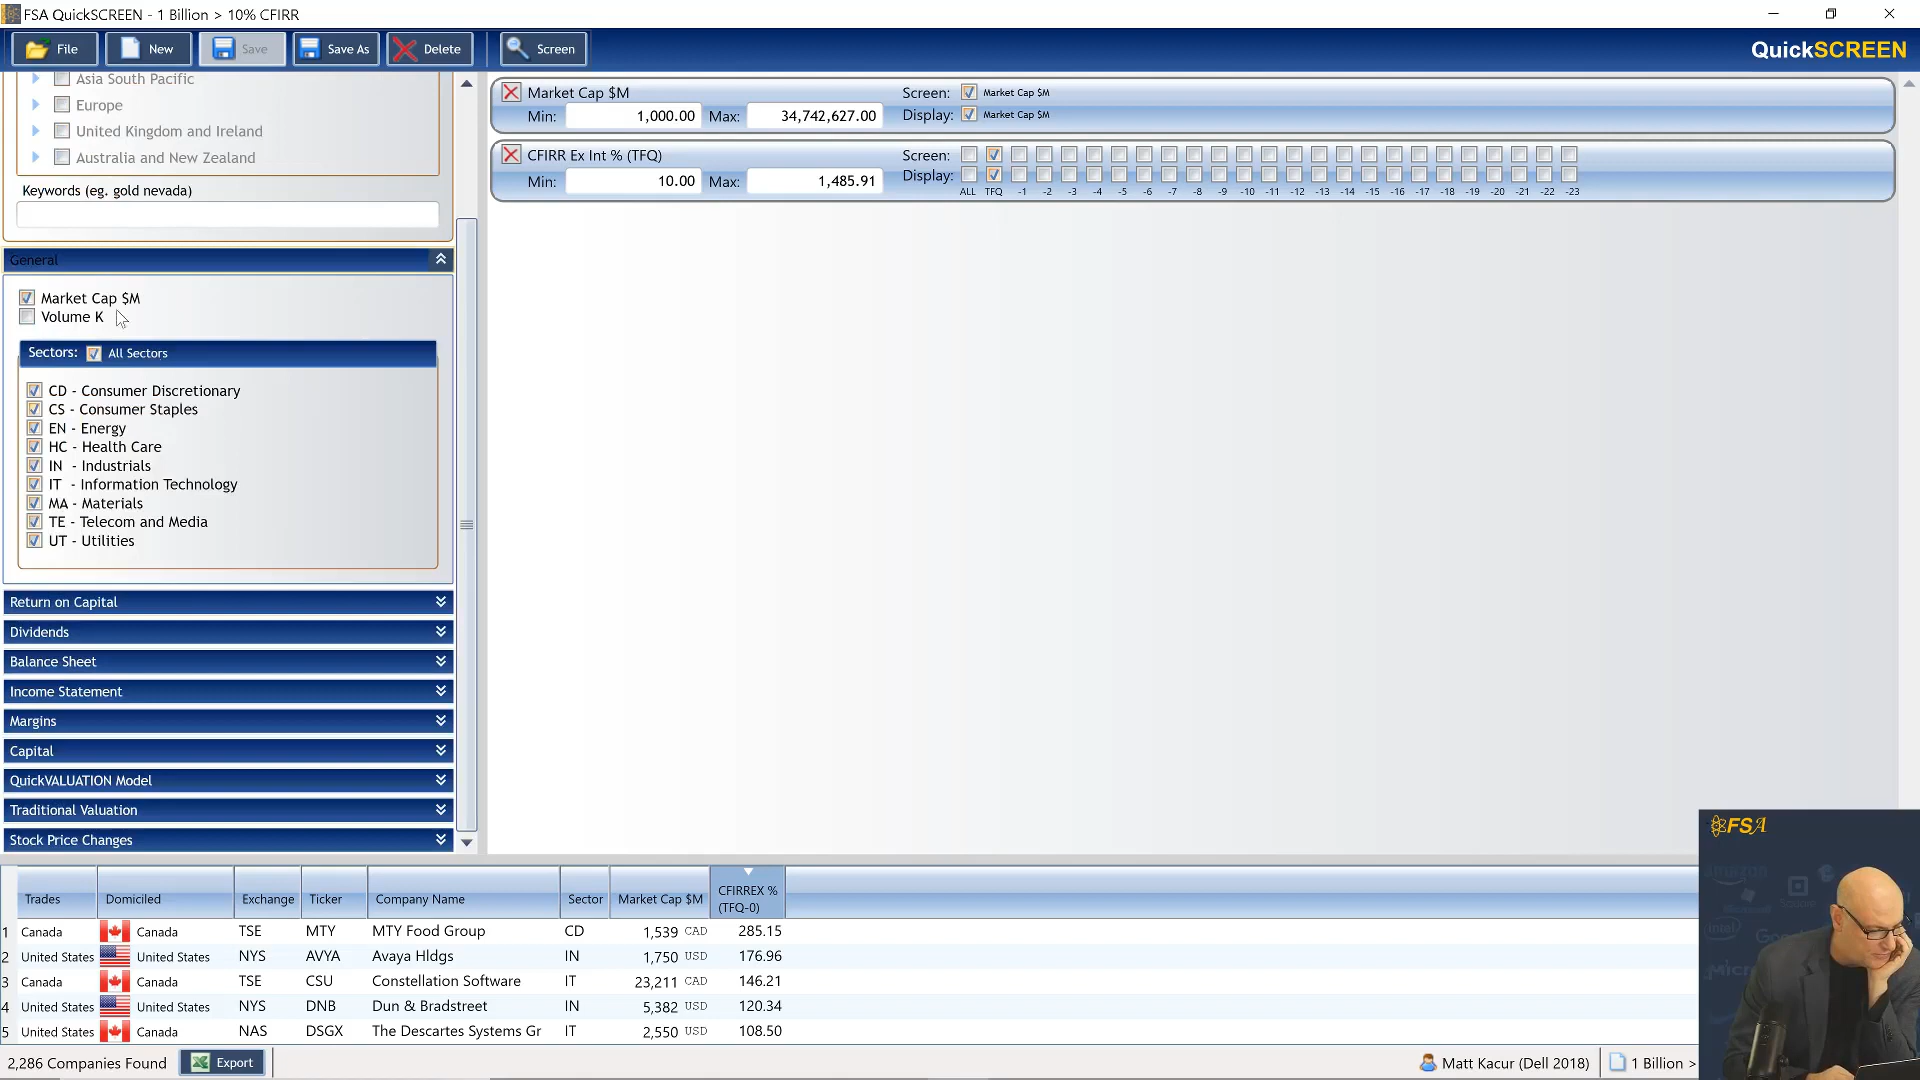 FSA QuickSCREEN - 1 Billion > 10% CFIRR
File New Save Save As Delete Screen QuickSCREEN
Asia South Pacific
Europe
United Kingdom and Ireland
Australia and New Zealand
Keywords (eg. gold nevada)
General
Market Cap $M
Volume K
Sectors: All Sectors
CD - Consumer Discretionary
CS - Consumer Staples
EN - Energy
HC - Health Care
IN - Industrials
IT - Information Technology
MA - Materials
TE - Telecom and Media
UT - Utilities
Return on Capital
Dividends
Balance Sheet
Income Statement
Margins
Capital
QuickVALUATION Model
Traditional Valuation
Stock Price Changes
Market Cap $M Screen: Market Cap $M
Min: 1,000.00 Max: 34,742,627.00 Display: Market Cap $M
CFIRR Ex Int % (TFQ) Screen:
Min: 10.00 Max: 1,485.91 Display:
ALL TFQ -1 -2 -3 -4 -5 -6 -7 -8 -9 -10 -11 -12 -13 -14 -15 -16 -17 -18 -19 -20 -21 -22 -23
Trades Domiciled Exchange Ticker Company Name Sector Market Cap $M CFIRREX % (TFQ-0)
1 Canada Canada TSE MTY MTY Food Group CD 1,539 CAD 285.15
2 United States United States NYS AVYA Avaya Hldgs IN 1,750 USD 176.96
3 Canada Canada TSE CSU Constellation Software IT 23,211 CAD 146.21
4 United States United States NYS DNB Dun & Bradstreet IN 5,382 USD 120.34
5 United States Canada NAS DSGX The Descartes Systems Gr IT 2,550 USD 108.50
2,286 Companies Found Export Matt Kacur (Dell 2018) 1 Billion >
FSA
amazon
intel